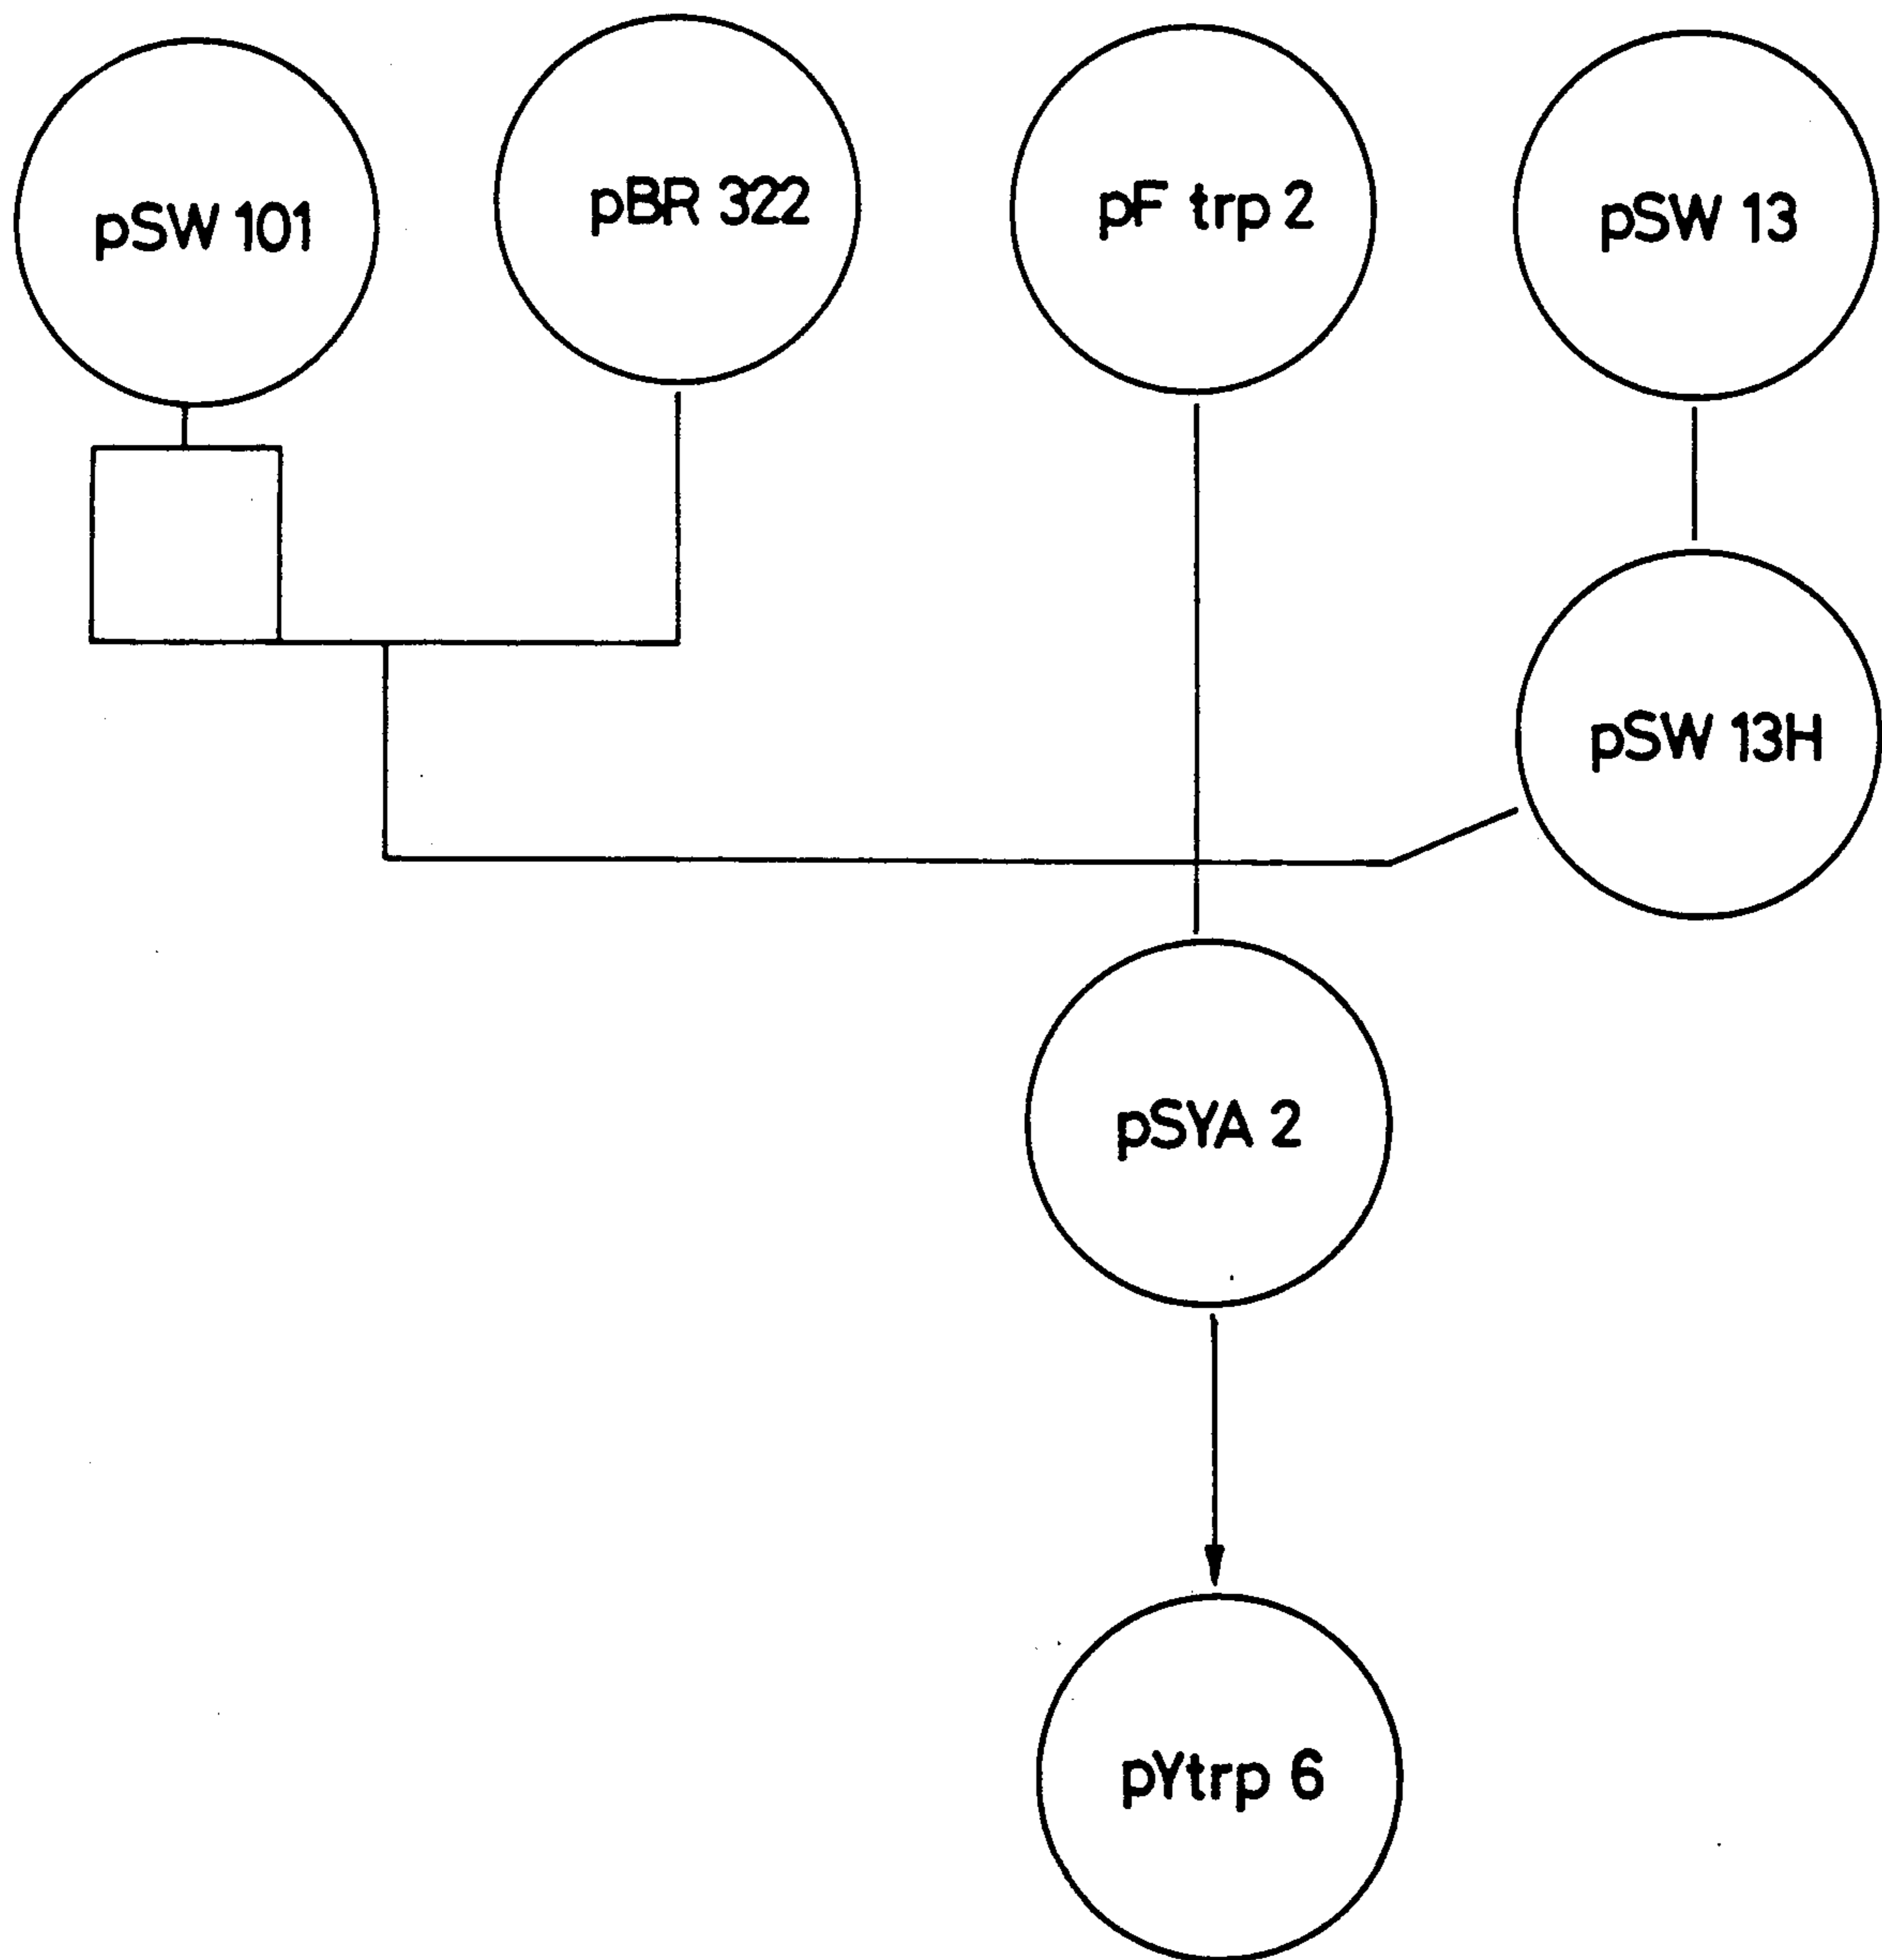 pSW 101
pBR 322
pF trp 2
pSW 13
pSW 13H
pSYA 2
pYtrp 6